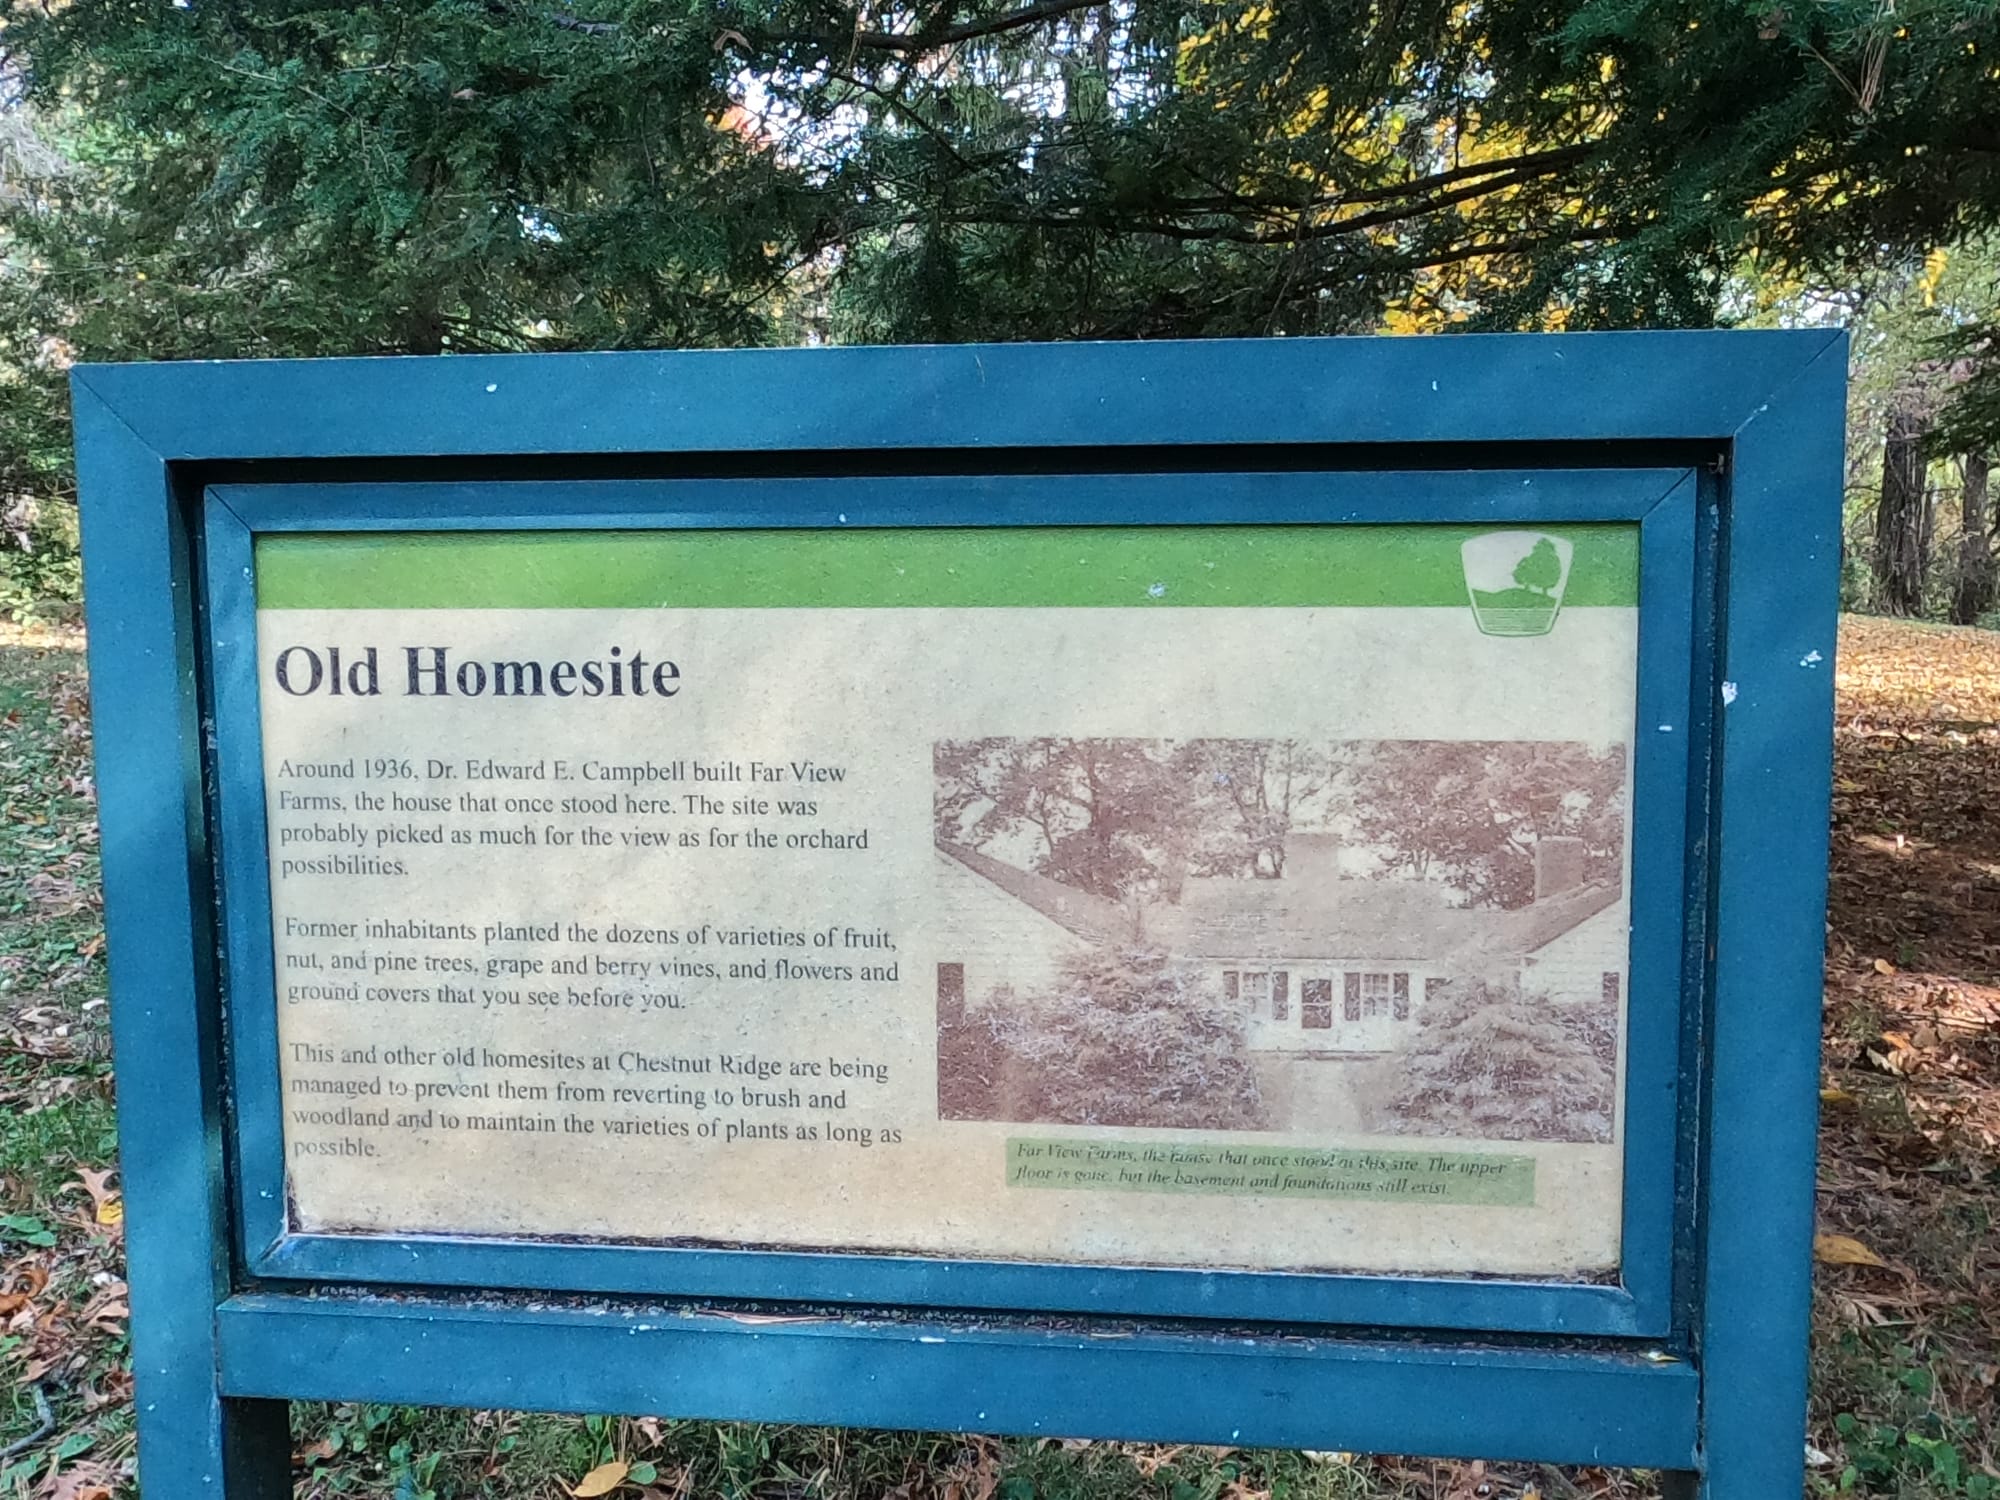 Old Homesite
Around 1936, Dr. Edward E. Campbell built Far View
Farms, the house that once stood here. The site was
probably picked as much for the view as for the orchard
possibilities.
Former inhabitants planted the dozens of varieties of fruit,
nut, and pine trees, grape and berry vines, and flowers and
ground covers that you see before you.
This and other old homesites at Chestnut Ridge are being
managed to prevent them from reverting to brush and
woodland and to maintain the varieties of plants as long as
possible.
Far View Farms, the house that once stood at this site. The upper
floor is gone, but the basement and foundations still exist.